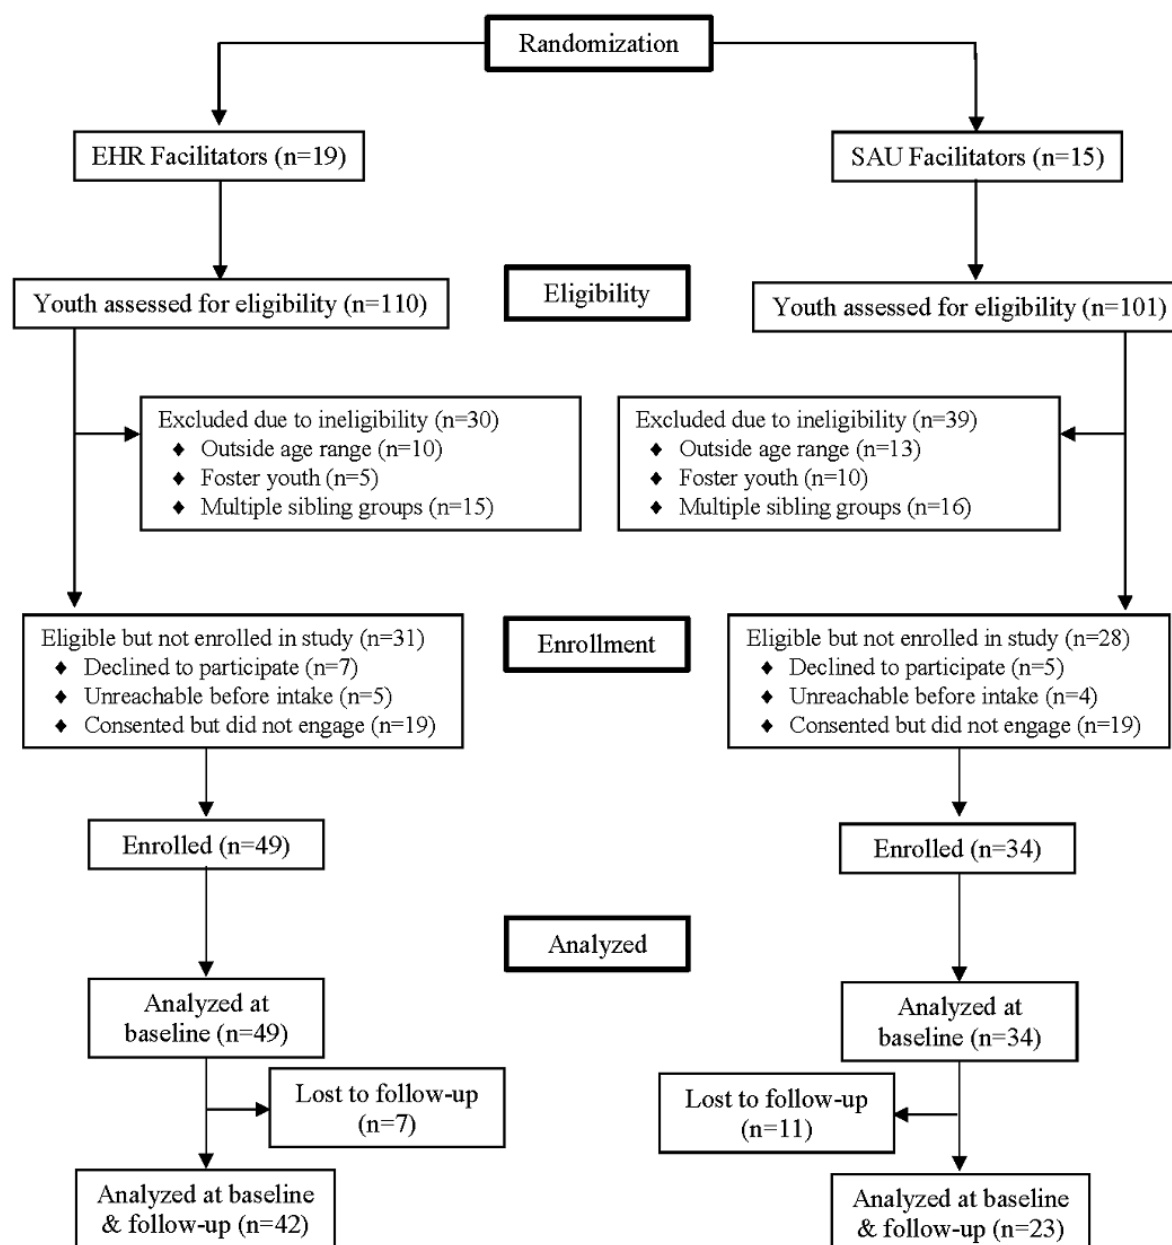 Randomization
EHR Facilitators (n=19)
SAU Facilitators (n=15)
Youth assessed for eligibility (n=110)
Eligibility
Youth assessed for eligibility (n=101)
Excluded due to ineligibility (n=30)
♦ Outside age range (n=10)
♦ Foster youth (n=5)
♦ Multiple sibling groups (n=15)
Excluded due to ineligibility (n=39)
♦ Outside age range (n=13)
♦ Foster youth (n=10)
♦ Multiple sibling groups (n=16)
Eligible but not enrolled in study (n=31)
♦ Declined to participate (n=7)
♦ Unreachable before intake (n=5)
♦ Consented but did not engage (n=19)
Enrollment
Eligible but not enrolled in study (n=28)
♦ Declined to participate (n=5)
♦ Unreachable before intake (n=4)
♦ Consented but did not engage (n=19)
Enrolled (n=49)
Enrolled (n=34)
Analyzed
Analyzed at
baseline (n=49)
Analyzed at
baseline (n=34)
Lost to follow-up
(n=7)
Lost to follow-up
(n=11)
Analyzed at baseline
& follow-up (n=42)
Analyzed at baseline
& follow-up (n=23)